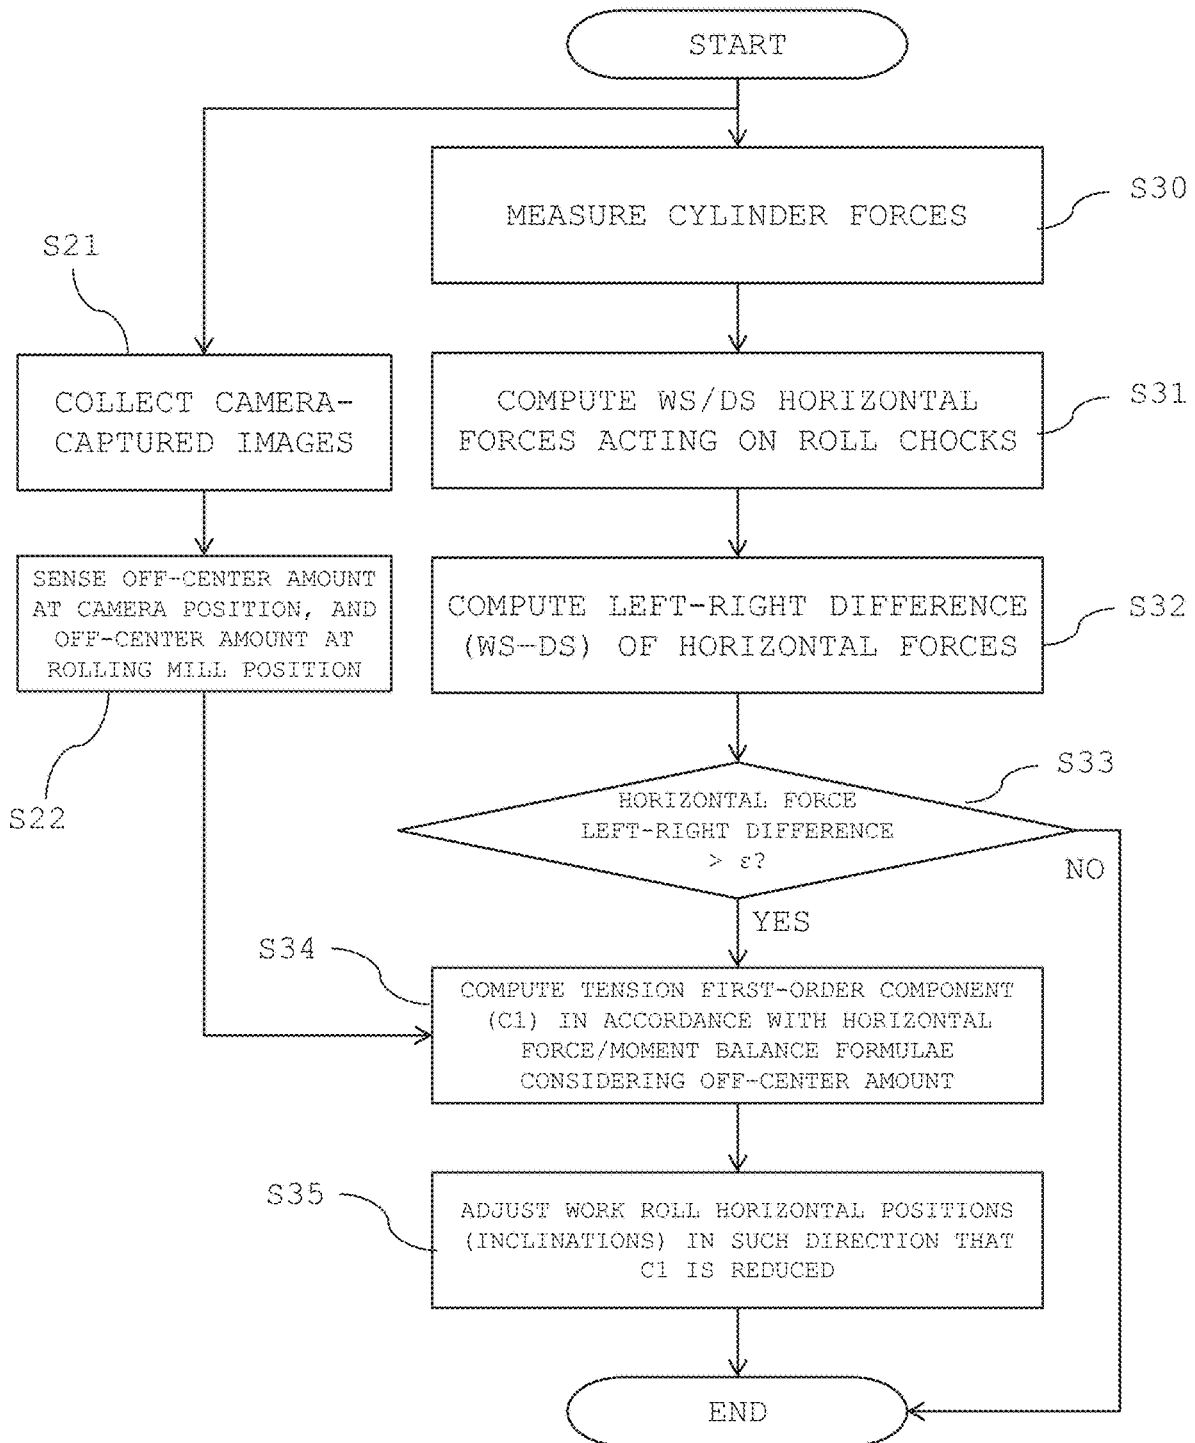 START
MEASURE CYLINDER FORCES
S30
S21
COLLECT CAMERA-
CAPTURED IMAGES
COMPUTE WS/DS HORIZONTAL
FORCES ACTING ON ROLL CHOCKS
S31
SENSE OFF-CENTER AMOUNT
AT CAMERA POSITION, AND
OFF-CENTER AMOUNT AT
ROLLING MILL POSITION
S22
COMPUTE LEFT-RIGHT DIFFERENCE
(WS-DS) OF HORIZONTAL FORCES
S32
HORIZONTAL FORCE
LEFT-RIGHT DIFFERENCE
> ε?
S33
NO
YES
S34
COMPUTE TENSION FIRST-ORDER COMPONENT
(C1) IN ACCORDANCE WITH HORIZONTAL
FORCE/MOMENT BALANCE FORMULAE
CONSIDERING OFF-CENTER AMOUNT
S35
ADJUST WORK ROLL HORIZONTAL POSITIONS
(INCLINATIONS) IN SUCH DIRECTION THAT
C1 IS REDUCED
END